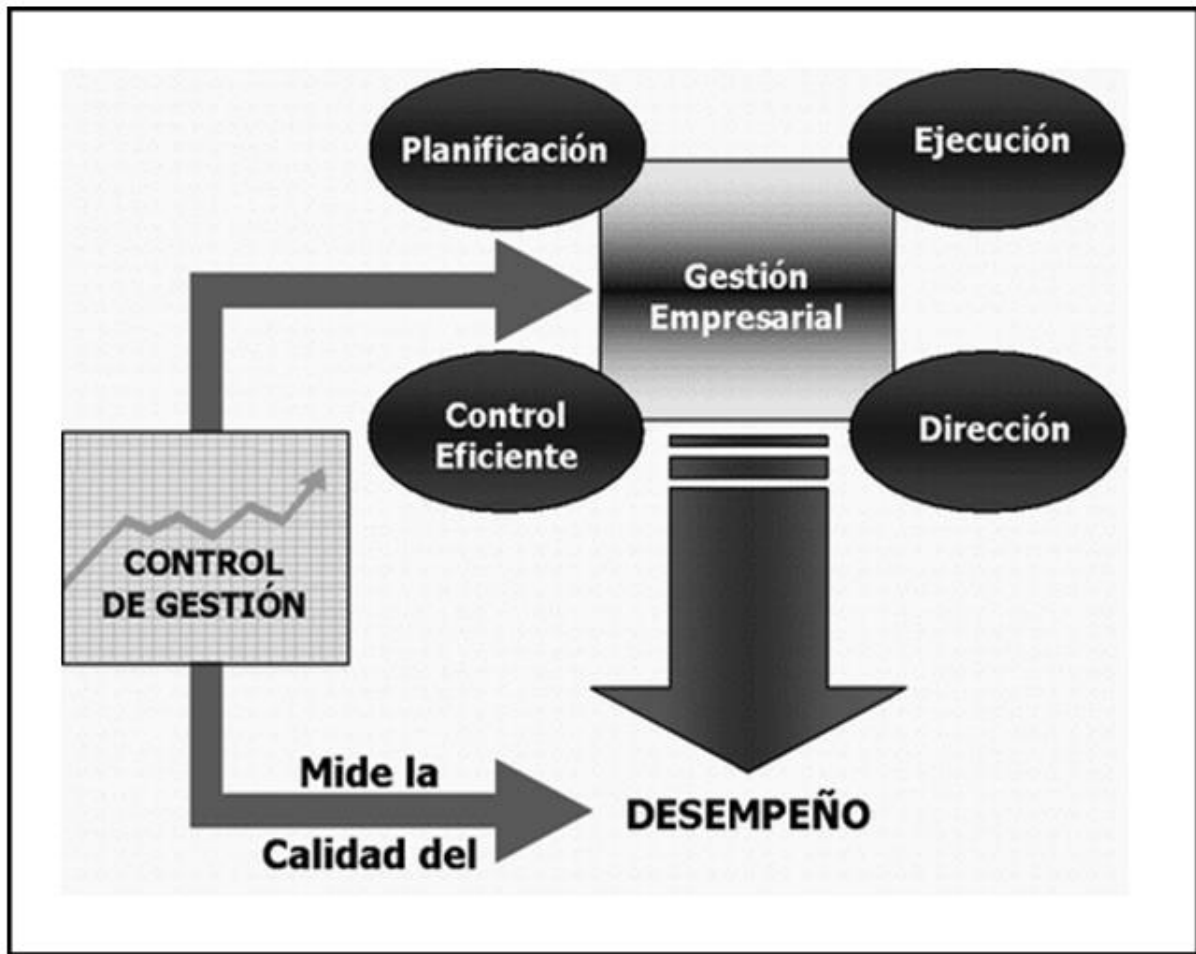 Planificación
Ejecución
Gestión
Empresarial
Control
Eficiente
Dirección
CONTROL
DE GESTIÓN
Mide la
Calidad del
DESEMPEÑO